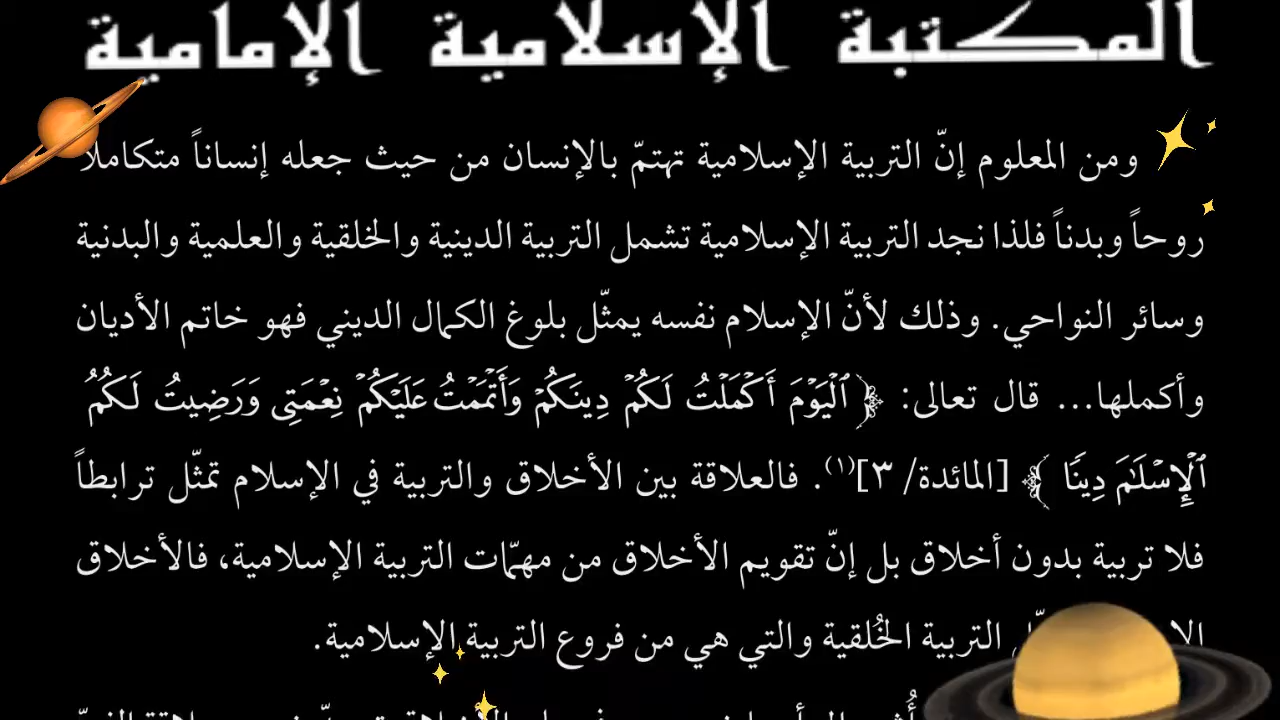 المكتبة الإسلامية الإمامية
ومن المعلوم إنّ التربية الإسلامية تهتمّ بالإنسان من حيث جعله إنساناً متكاملاً
روحاً وبدناً فلذا نجد التربية الإسلامية تشمل التربية الدينية والخلقية والعلمية والبدنية
وسائر النواحي. وذلك لأنّ الإسلام نفسه يمثّل بلوغ الكمال الديني فهو خاتم الأديان
وأكملها... قال تعالى: ﴿ ٱلْيَوْمَ أَكْمَلْتُ لَكُمْ دِينَكُمْ وَأَتْمَمْتُ عَلَيْكُمْ نِعْمَتِى وَرَضِيتُ لَكُمُ
ٱلْإِسْلَٰمَ دِينًا ﴾ [المائدة/ ٣](١). فالعلاقة بين الأخلاق والتربية في الإسلام تمثّل ترابطاً
فلا تربية بدون أخلاق بل إنّ تقويم الأخلاق من مهمّات التربية الإسلامية، فالأخلاق
التربية الخُلقية والتي هي من فروع التربية الإسلامية.